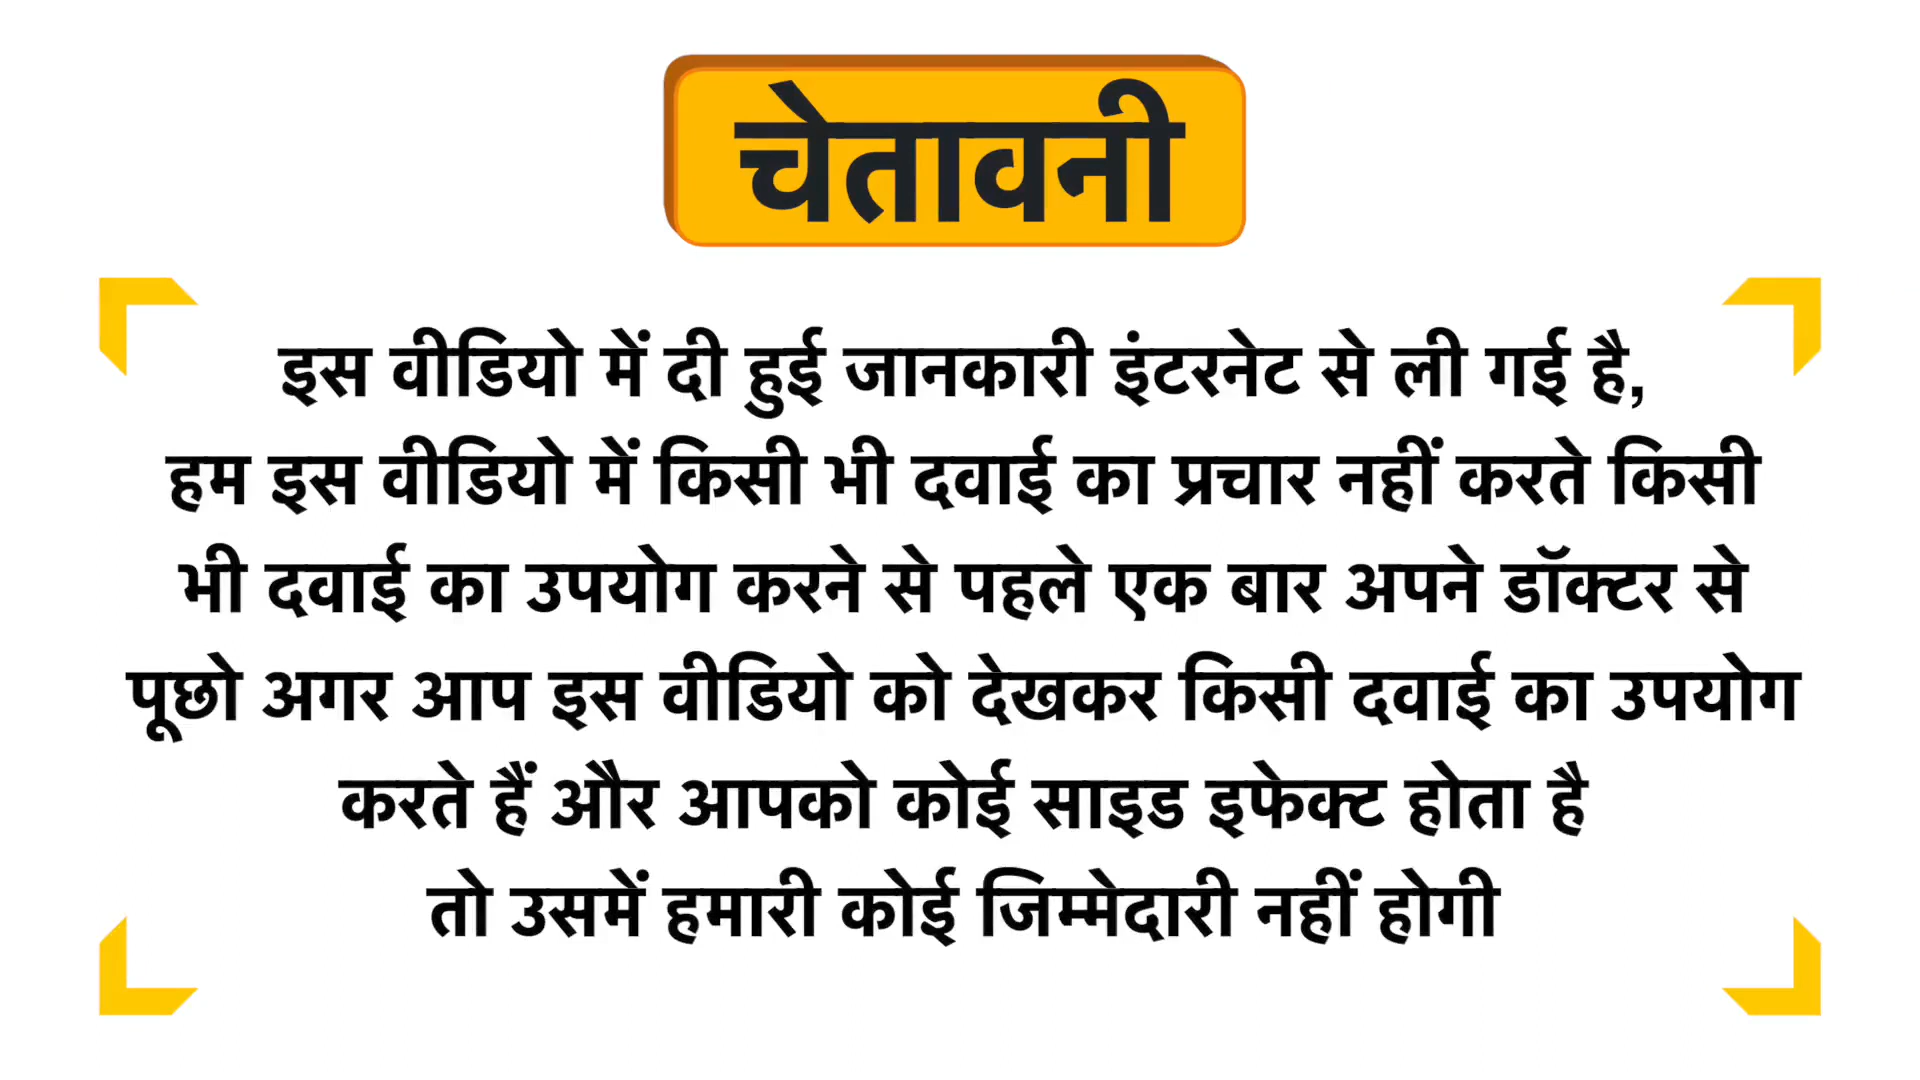 चेतावनी
इस वीडियो में दी हुई जानकारी इंटरनेट से ली गई है,
हम इस वीडियो में किसी भी दवाई का प्रचार नहीं करते किसी
भी दवाई का उपयोग करने से पहले एक बार अपने डॉक्टर से
पूछो अगर आप इस वीडियो को देखकर किसी दवाई का उपयोग
करते हैं और आपको कोई साइड इफेक्ट होता है
तो उसमें हमारी कोई जिम्मेदारी नहीं होगी